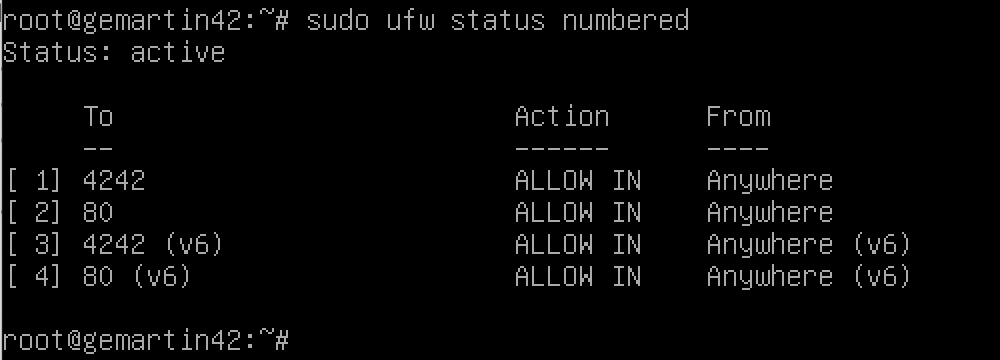 root@gemartin42:~# sudo ufw status numbered
Status: active
     To                         Action      From
     --                         ------      ----
[ 1] 4242                       ALLOW IN    Anywhere
[ 2] 80                         ALLOW IN    Anywhere
[ 3] 4242 (v6)                  ALLOW IN    Anywhere (v6)
[ 4] 80 (v6)                    ALLOW IN    Anywhere (v6)
root@gemartin42:~#